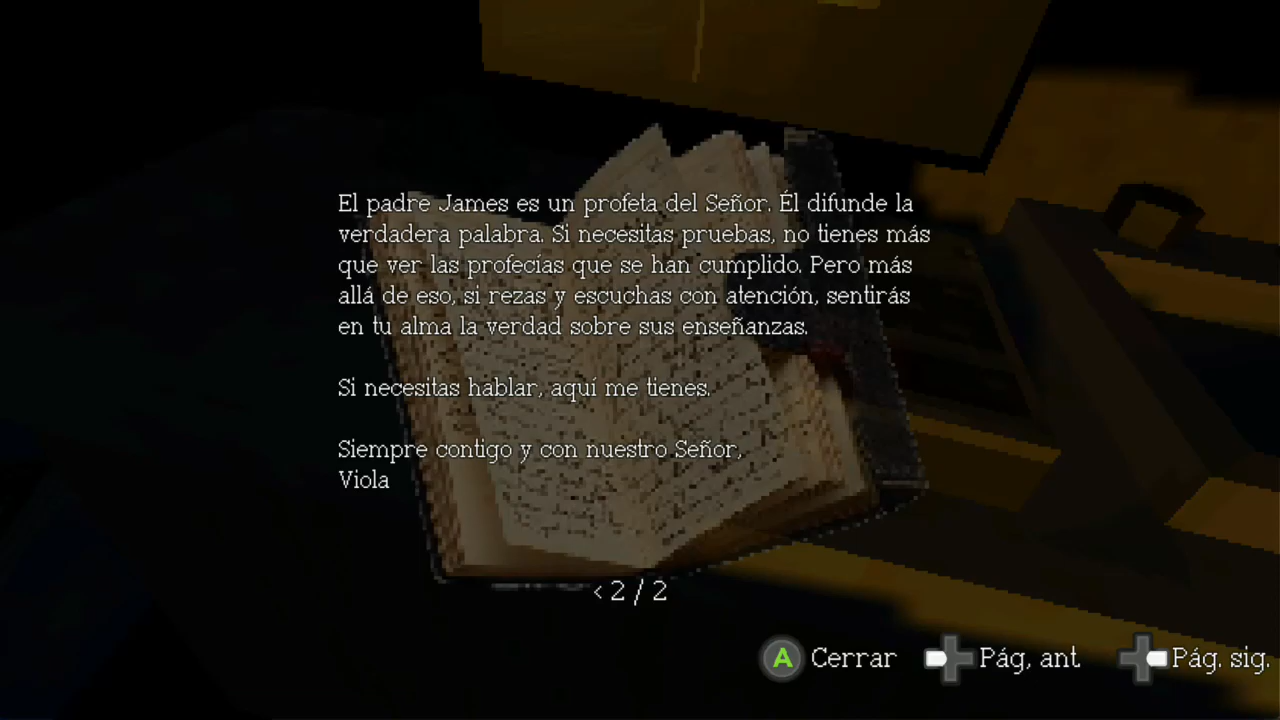 El padre James es un profeta del Señor. Él difunde la
verdadera palabra. Si necesitas pruebas, no tienes más
que ver las profecías que se han cumplido. Pero más
allá de eso, si rezas y escuchas con atención, sentirás
en tu alma la verdad sobre sus enseñanzas.
Si necesitas hablar, aquí me tienes.
Siempre contigo y con nuestro Señor,
Viola
< 2 / 2
A Cerrar Pág, ant. Pág. sig.